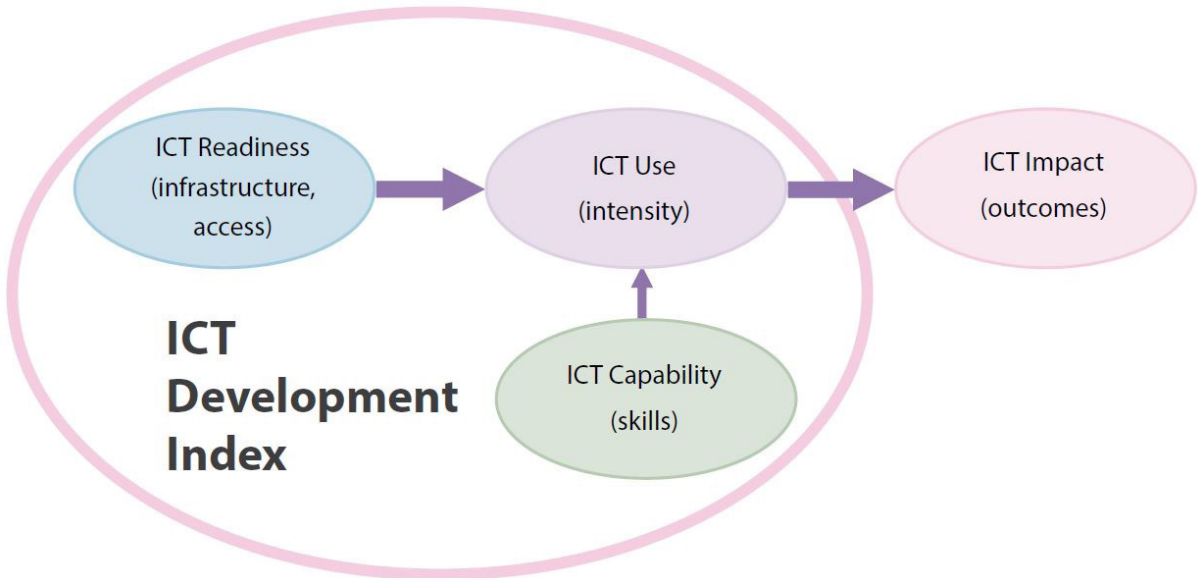 ICT Readiness
(infrastructure,
access)
ICT Use
(intensity)
ICT Impact
(outcomes)
ICT
Development
Index
ICT Capability
(skills)